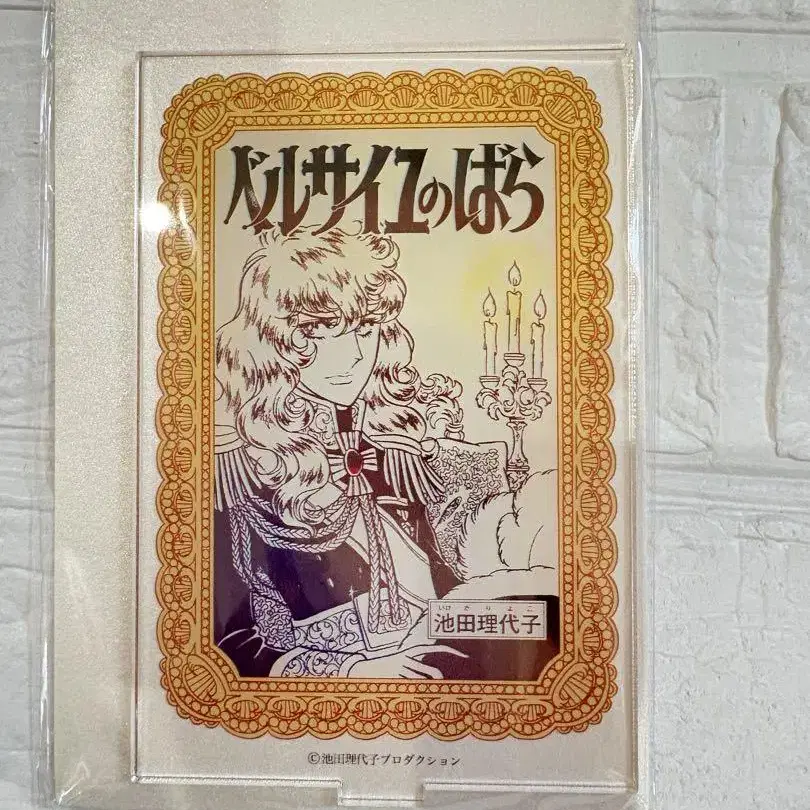 ベルサイユのばら
いけだりよこ
池田理代子
©池田理代子プロダクション